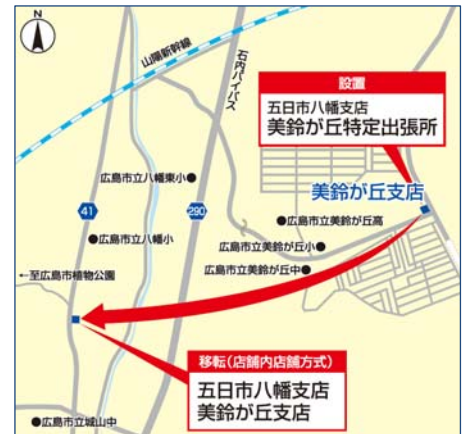 N
山陽新幹線
石内バイパス
設置
五日市八幡支店
美鈴が丘特定出張所
広島市立八幡東小●
美鈴が丘支店
41
290
●広島市立美鈴が丘高
●広島市立八幡小
広島市立美鈴が丘小●
広島市立美鈴が丘中●
←至広島市植物公園
移転(店舗内店舗方式)
五日市八幡支店
美鈴が丘支店
●広島市立城山中